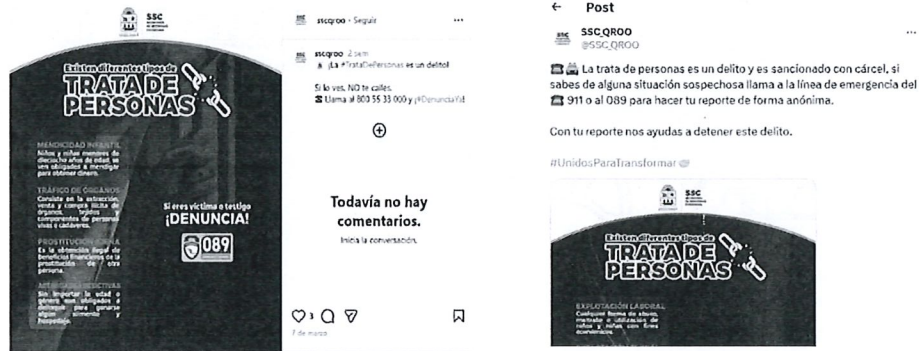 SSC
Existen diferentes tipos de
TRATA DE
PERSONAS
MENDICIDAD INFANTIL
Niños y niñas menores de
dieciocho años de edad, se
ven obligados a mendigar
para obtener dinero.
TRÁFICO DE ÓRGANOS
Consiste en la extracción,
venta y compra ilícita de
órganos, tejidos y
componentes de personas
vivas o cadáveres.
PROSTITUCIÓN AJENA
Es la obtención ilegal de
beneficios financieros de la
prostitución de otra
persona.
ACTIVIDADES DELICTIVAS
Sin importar la edad o
género son obligados a
delinquir para ganarse
algún alimento y
hospedaje.
Si eres víctima o testigo
¡DENUNCIA!
089
sscqroo • Seguir
sscqroo 2 sem
¡La #TrataDePersonas es un delito!
Si lo ves, NO te calles.
Llama al 800 55 33 000 y ¡#DenunciaYa!
Todavía no hay
comentarios.
Inicia la conversación.
3
7 de marzo
← Post
SSC_QROO
@SSC_QROO
La trata de personas es un delito y es sancionado con cárcel, si
sabes de alguna situación sospechosa llama a la línea de emergencia del
911 o al 089 para hacer tu reporte de forma anónima.
Con tu reporte nos ayudas a detener este delito.
#UnidosParaTransformar
SSC
Existen diferentes tipos de
TRATA DE
PERSONAS
EXPLOTACIÓN LABORAL
Cualquier forma de abuso,
maltrato o utilización de
niños y niñas con fines
económicos.